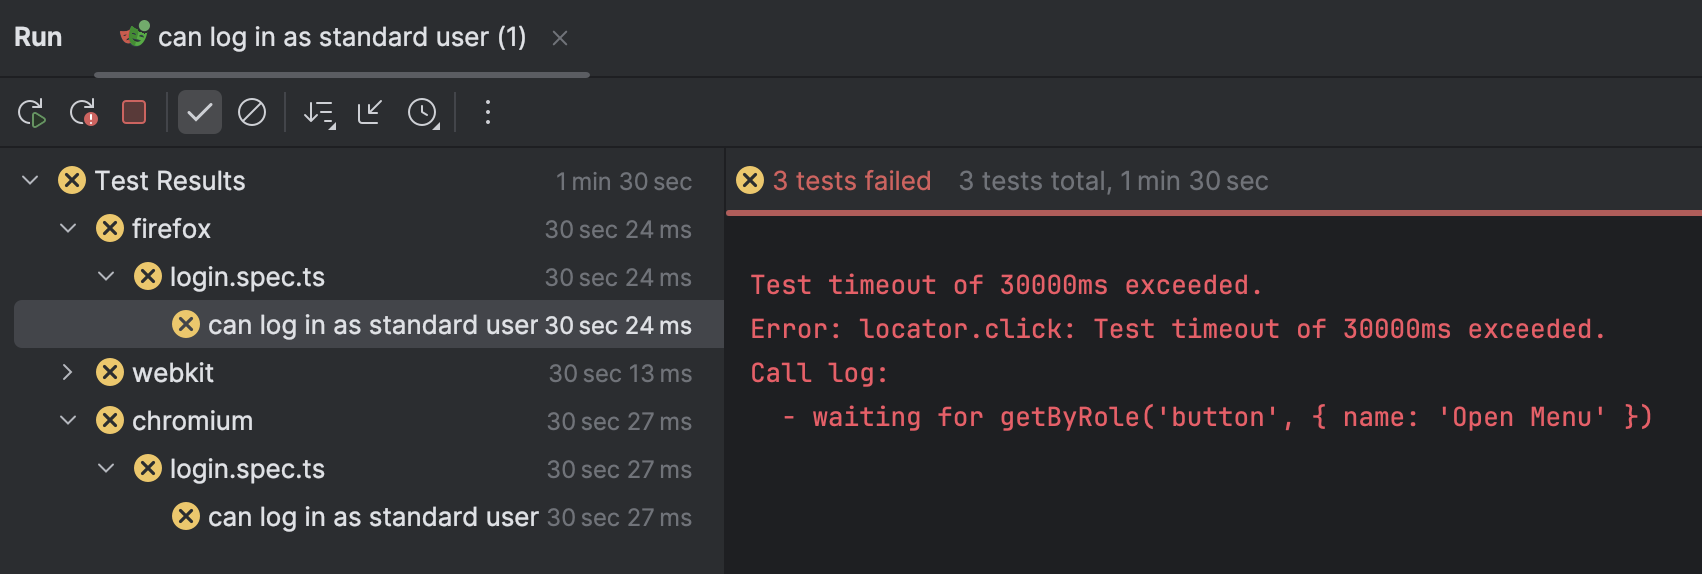 Run can log in as standard user (1)
Test Results 1 min 30 sec
firefox 30 sec 24 ms
login.spec.ts 30 sec 24 ms
can log in as standard user 30 sec 24 ms
webkit 30 sec 13 ms
chromium 30 sec 27 ms
login.spec.ts 30 sec 27 ms
can log in as standard user 30 sec 27 ms
3 tests failed 3 tests total, 1 min 30 sec
Test timeout of 30000ms exceeded.
Error: locator.click: Test timeout of 30000ms exceeded.
Call log:
- waiting for getByRole('button', { name: 'Open Menu' })